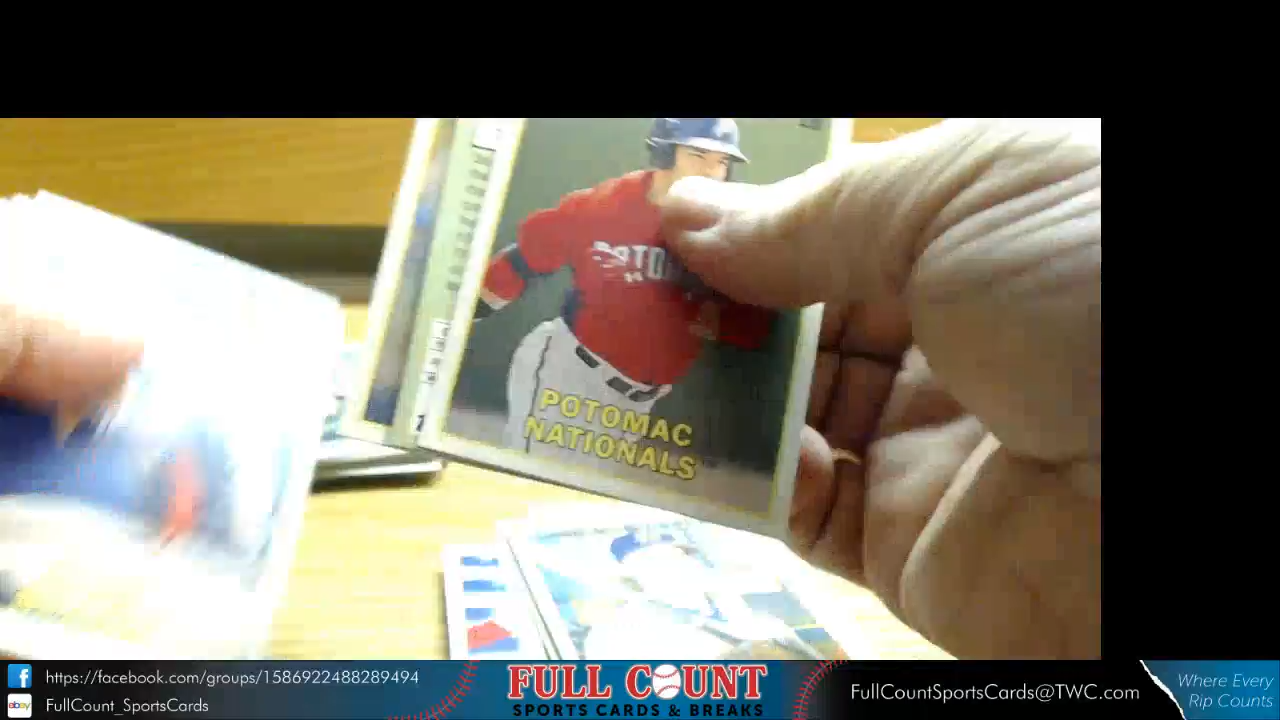 POTOMAC
NATIONALS
https://facebook.com/groups/1586922488289494
FullCount_SportsCards
FULL COUNT
SPORTS CARDS & BREAKS
FullCountSportsCards@TWC.com
Where Every
Rip Counts